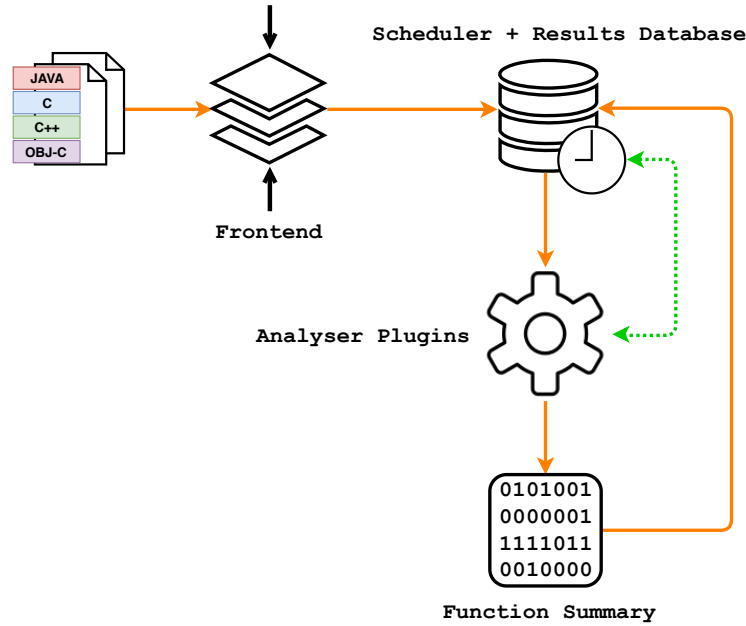 Scheduler + Results Database
JAVA
C
C++
OBJ-C
Frontend
Analyser Plugins
0101001
0000001
1111011
0010000
Function Summary